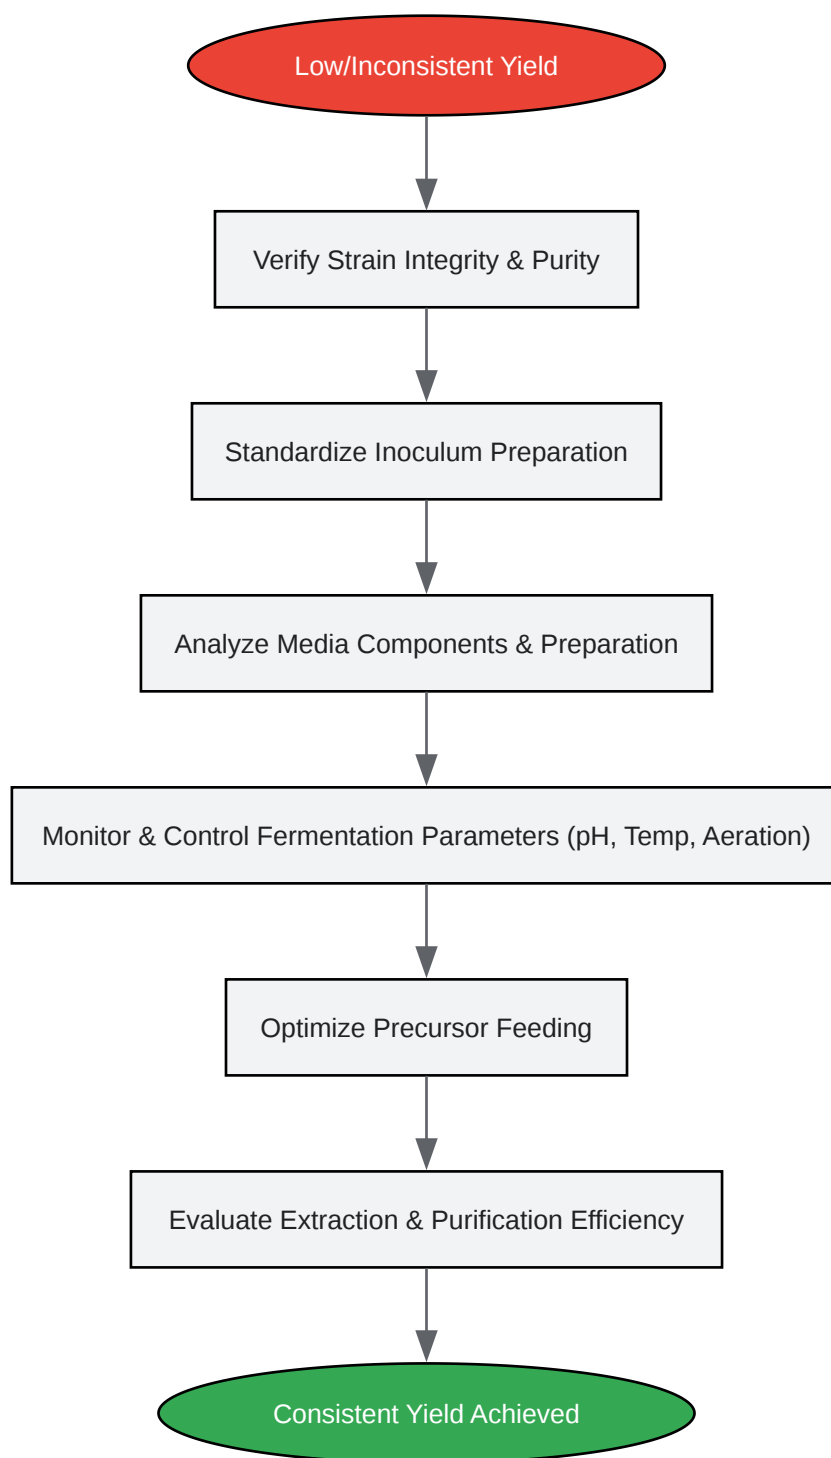 Low/Inconsistent Yield
Verify Strain Integrity & Purity
Standardize Inoculum Preparation
Analyze Media Components & Preparation
Monitor & Control Fermentation Parameters (pH, Temp, Aeration)
Optimize Precursor Feeding
Evaluate Extraction & Purification Efficiency
Consistent Yield Achieved